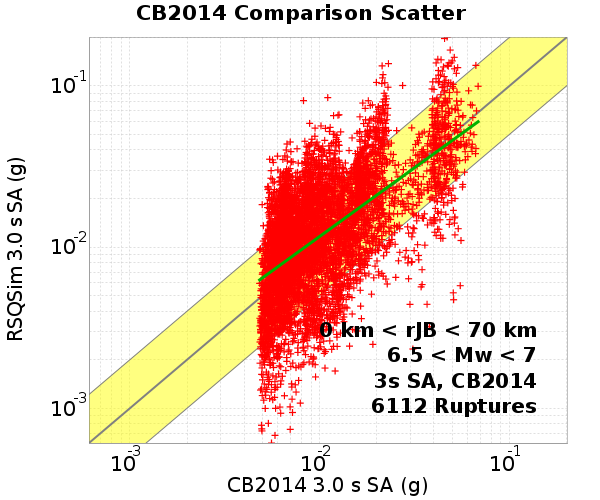 CB2014 Comparison Scatter
RSQSim 3.0 s SA (g)
10-1
10-2
10-3
0 km < rJB < 70 km
6.5 < Mw < 7
3s SA, CB2014
6112 Ruptures
10-3 10-2 10-1
CB2014 3.0 s SA (g)